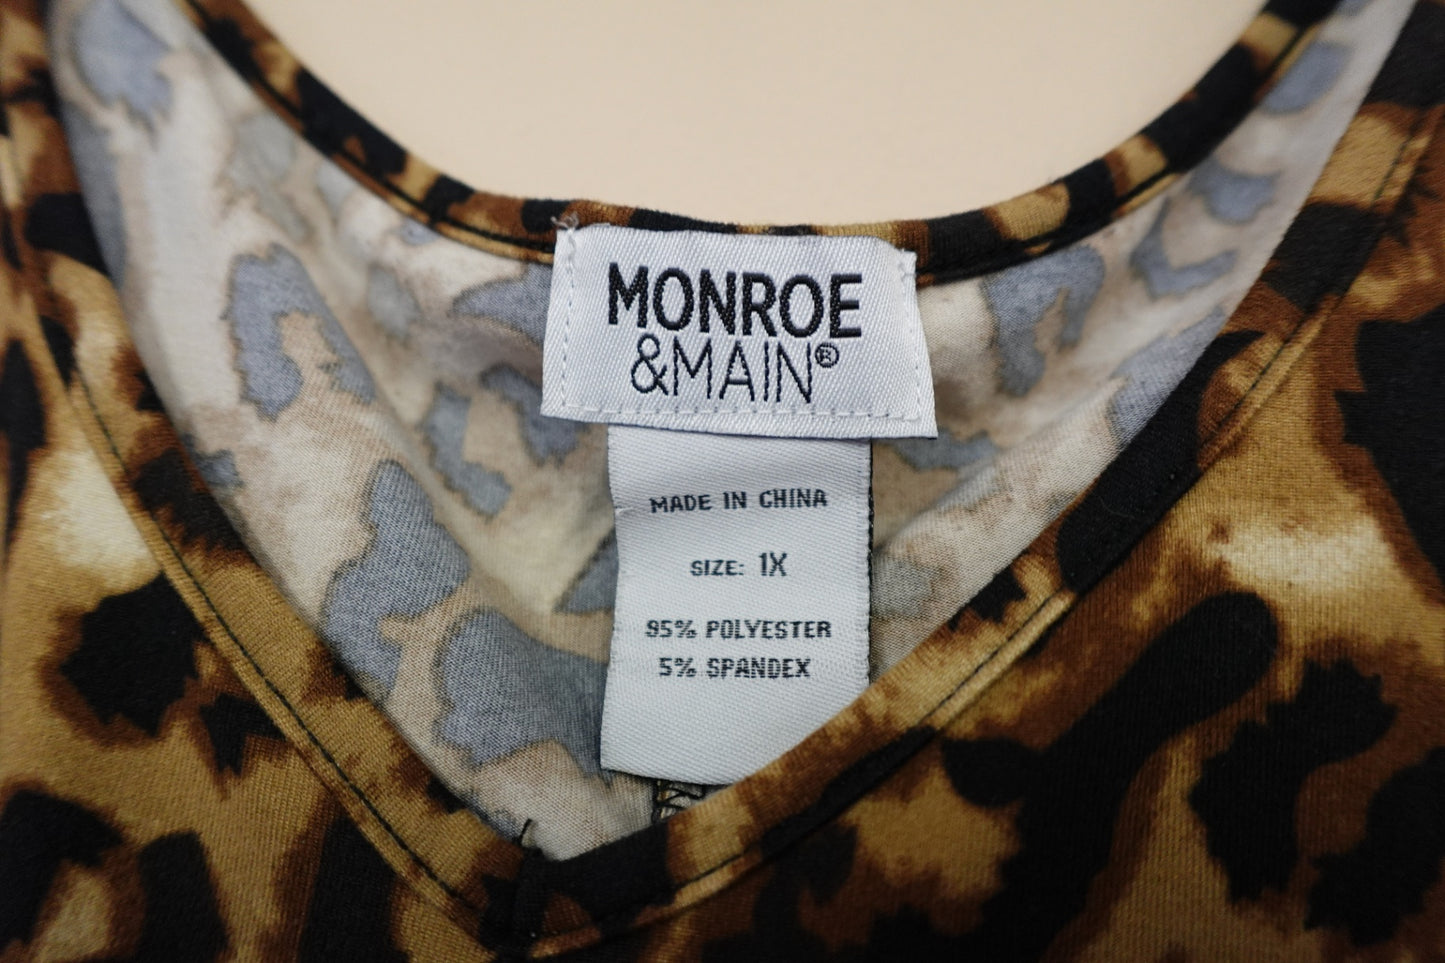 MONROE
&MAIN®
MADE IN CHINA
SIZE: 1X
95% POLYESTER
5% SPANDEX